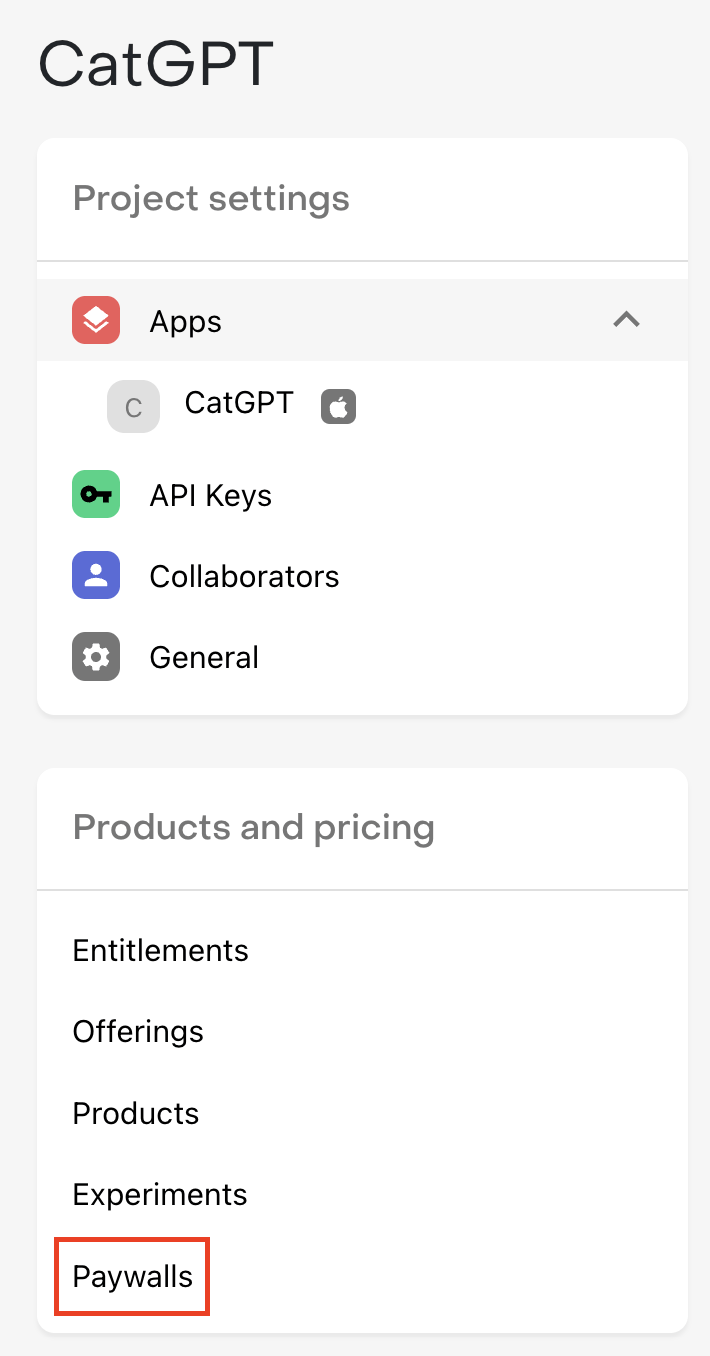 CatGPT
Project settings
Apps
C CatGPT
API Keys
Collaborators
General
Products and pricing
Entitlements
Offerings
Products
Experiments
Paywalls